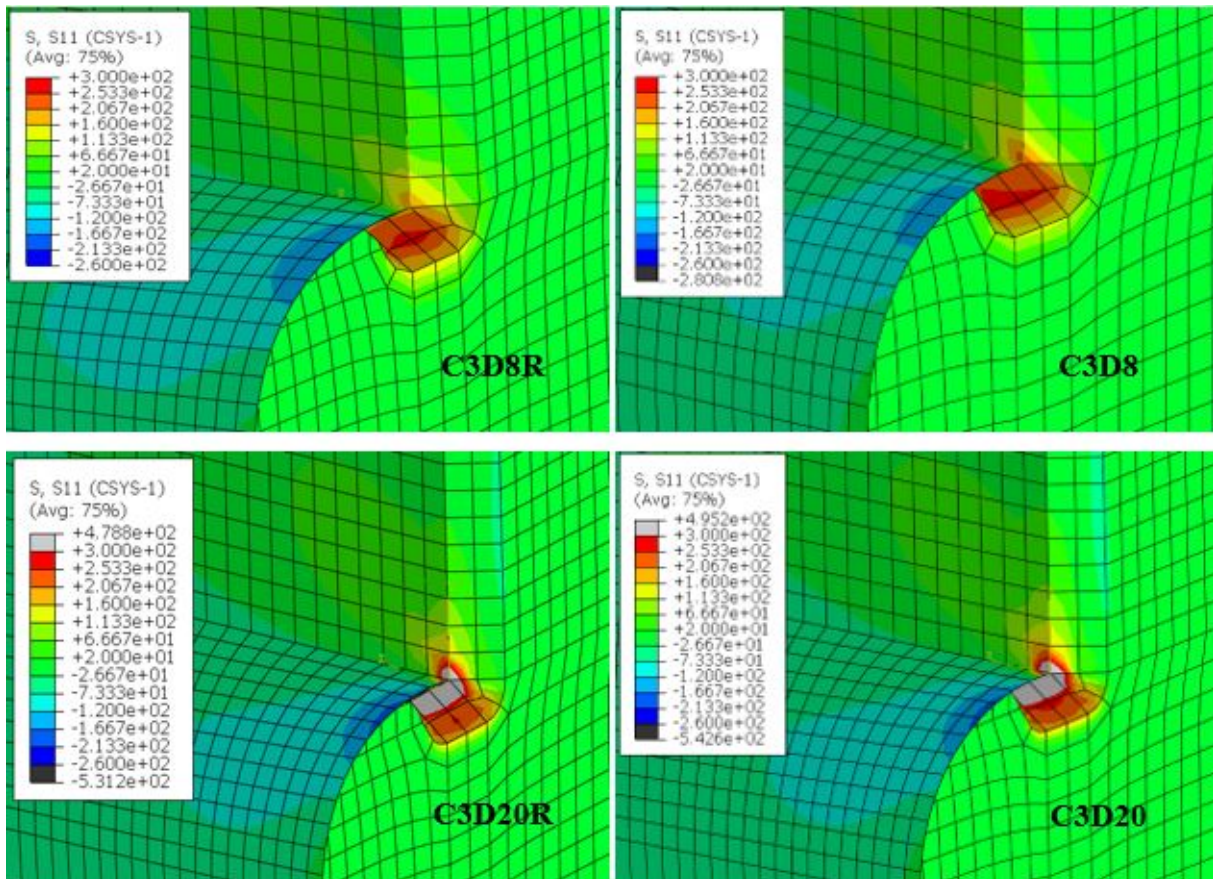 S, S11 (CSYS-1)
(Avg: 75%)
+3.000e+02
+2.533e+02
+2.067e+02
+1.600e+02
+1.133e+02
+6.667e+01
+2.000e+01
-2.667e+01
-7.333e+01
-1.200e+02
-1.667e+02
-2.133e+02
-2.600e+02
C3D8R
S, S11 (CSYS-1)
(Avg: 75%)
+3.000e+02
+2.533e+02
+2.067e+02
+1.600e+02
+1.133e+02
+6.667e+01
+2.000e+01
-2.667e+01
-7.333e+01
-1.200e+02
-1.667e+02
-2.133e+02
-2.600e+02
-2.808e+02
C3D8
S, S11 (CSYS-1)
(Avg: 75%)
+4.788e+02
+3.000e+02
+2.533e+02
+2.067e+02
+1.600e+02
+1.133e+02
+6.667e+01
+2.000e+01
-2.667e+01
-7.333e+01
-1.200e+02
-1.667e+02
-2.133e+02
-2.600e+02
-5.312e+02
C3D20R
S, S11 (CSYS-1)
(Avg: 75%)
+4.952e+02
+3.000e+02
+2.533e+02
+2.067e+02
+1.600e+02
+1.133e+02
+6.667e+01
+2.000e+01
-2.667e+01
-7.333e+01
-1.200e+02
-1.667e+02
-2.133e+02
-2.600e+02
-5.426e+02
C3D20